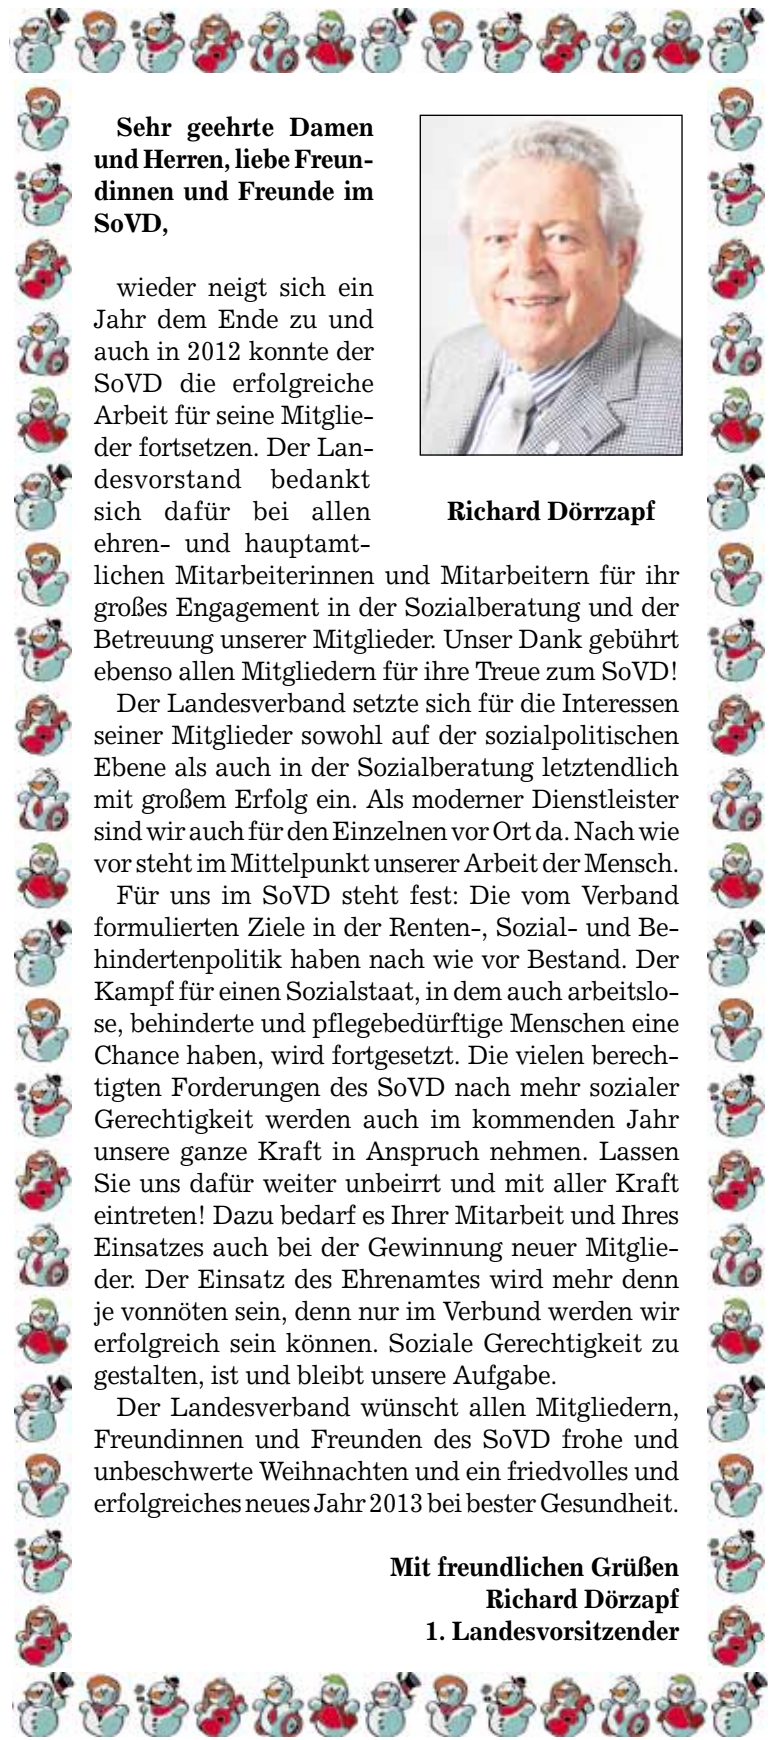 Sehr geehrte Damen
und Herren, liebe Freun-
dinnen und Freunde im
SoVD,
wieder neigt sich ein
Jahr dem Ende zu und
auch in 2012 konnte der
SoVD die erfolgreiche
Arbeit für seine Mitglie-
der fortsetzen. Der Lan-
desvorstand bedankt
sich dafür bei allen
ehren- und hauptamt-
Richard Dörrzapf
lichen Mitarbeiterinnen und Mitarbeitern für ihr
großes Engagement in der Sozialberatung und der
Betreuung unserer Mitglieder. Unser Dank gebührt
ebenso allen Mitgliedern für ihre Treue zum SoVD!
Der Landesverband setzte sich für die Interessen
seiner Mitglieder sowohl auf der sozialpolitischen
Ebene als auch in der Sozialberatung letztendlich
mit großem Erfolg ein. Als moderner Dienstleister
sind wir auch für den Einzelnen vor Ort da. Nach wie
vor steht im Mittelpunkt unserer Arbeit der Mensch.
Für uns im SoVD steht fest: Die vom Verband
formulierten Ziele in der Renten-, Sozial- und Be-
hindertenpolitik haben nach wie vor Bestand. Der
Kampf für einen Sozialstaat, in dem auch arbeitslo-
se, behinderte und pflegebedürftige Menschen eine
Chance haben, wird fortgesetzt. Die vielen berech-
tigten Forderungen des SoVD nach mehr sozialer
Gerechtigkeit werden auch im kommenden Jahr
unsere ganze Kraft in Anspruch nehmen. Lassen
Sie uns dafür weiter unbeirrt und mit aller Kraft
eintreten! Dazu bedarf es Ihrer Mitarbeit und Ihres
Einsatzes auch bei der Gewinnung neuer Mitglie-
der. Der Einsatz des Ehrenamtes wird mehr denn
je vonnöten sein, denn nur im Verbund werden wir
erfolgreich sein können. Soziale Gerechtigkeit zu
gestalten, ist und bleibt unsere Aufgabe.
Der Landesverband wünscht allen Mitgliedern,
Freundinnen und Freunden des SoVD frohe und
unbeschwerte Weihnachten und ein friedvolles und
erfolgreiches neues Jahr 2013 bei bester Gesundheit.
Mit freundlichen Grüßen
Richard Dörzapf
1. Landesvorsitzender